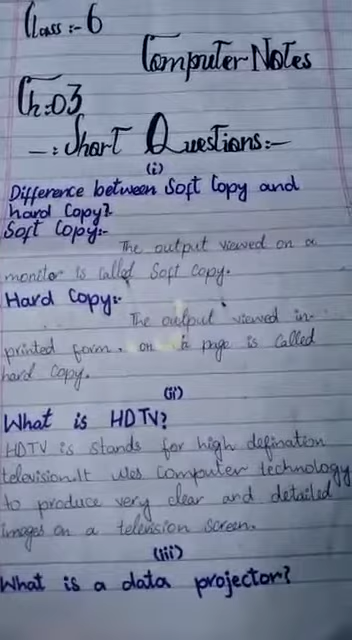 Class :- 6
Computer Notes
Ch:03
-: Short Questions:-
(i)
Difference between Soft Copy and
hard Copy?
Soft Copy:-
The output viewed on a
monitor is called Soft Copy.
Hard Copy:-
The output viewed in
printed form, on a page is called
hard Copy.
(ii)
What is HDTV?
HDTV is stands for high defination
television.It uses Computer technology
to produce very clear and detailed
images on a television screen.
(iii)
What is a data projector?